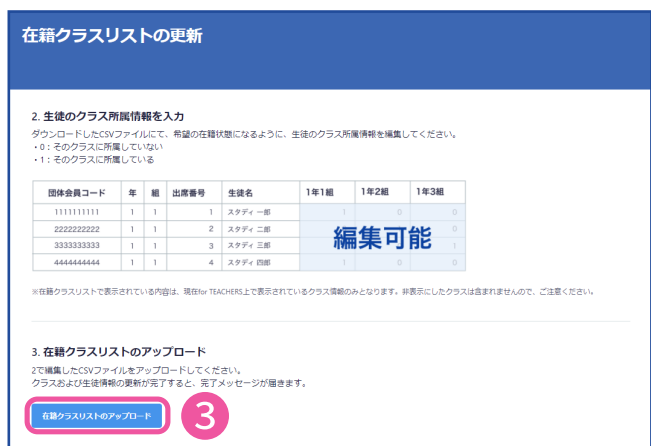 在籍クラスリストの更新
2. 生徒のクラス所属情報を入力
ダウンロードしたCSVファイルにて、希望の在籍状態になるように、生徒のクラス所属情報を編集してください。
・0：そのクラスに所属していない
・1：そのクラスに所属している
団体会員コード 年 組 出席番号 生徒名 1年1組 1年2組 1年3組
1111111111 1 1 1 スタディ 一郎 1 0 0
2222222222 1 1 2 スタディ 二郎 0
3333333333 1 1 3 スタディ 三郎 1
4444444444 1 1 4 スタディ 四郎 1 0 0
編集可能
※在籍クラスリストで表示されている内容は、現在for TEACHERS上で表示されているクラス情報のみとなります。非表示にしたクラスは含まれませんので、ご注意ください。
3. 在籍クラスリストのアップロード
2で編集したCSVファイルをアップロードしてください。
クラスおよび生徒情報の更新が完了すると、完了メッセージが届きます。
在籍クラスリストのアップロード
3